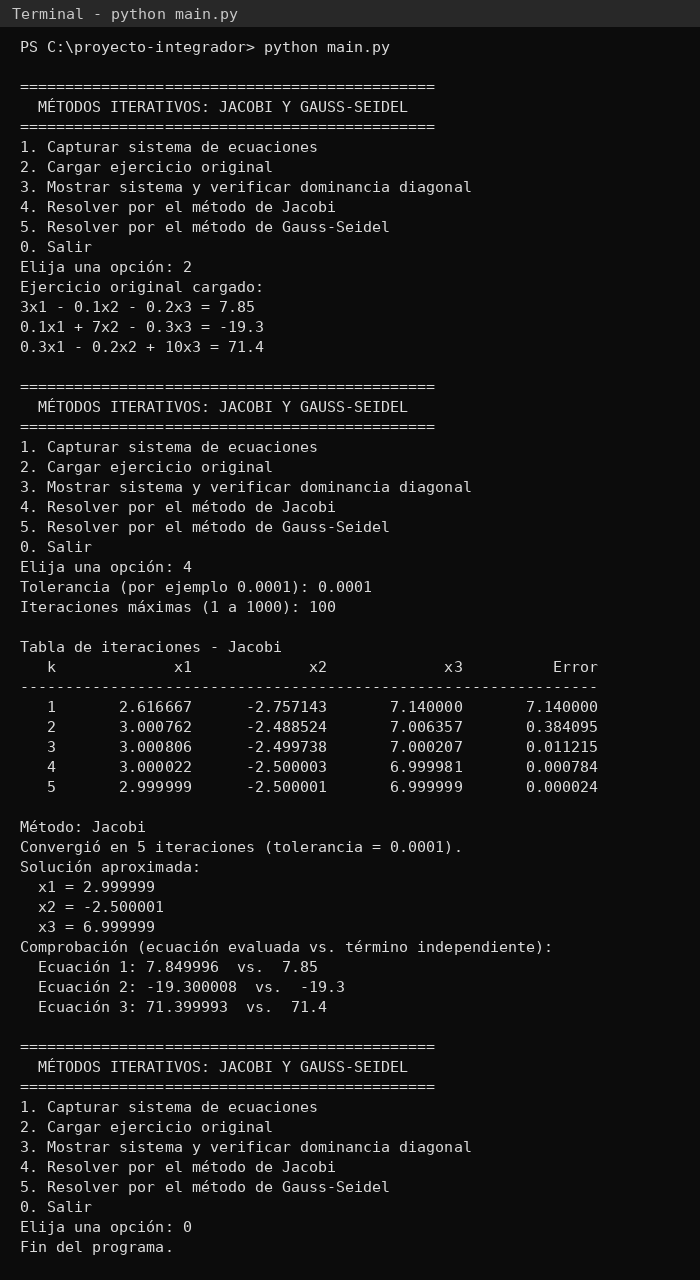 Terminal - python main.py
PS C:\proyecto-integrador> python main.py
==============================================
MÉTODOS ITERATIVOS: JACOBI Y GAUSS-SEIDEL
==============================================
1. Capturar sistema de ecuaciones
2. Cargar ejercicio original
3. Mostrar sistema y verificar dominancia diagonal
4. Resolver por el método de Jacobi
5. Resolver por el método de Gauss-Seidel
0. Salir
Elija una opción: 2
Ejercicio original cargado:
3x1 - 0.1x2 - 0.2x3 = 7.85
0.1x1 + 7x2 - 0.3x3 = -19.3
0.3x1 - 0.2x2 + 10x3 = 71.4
==============================================
MÉTODOS ITERATIVOS: JACOBI Y GAUSS-SEIDEL
==============================================
1. Capturar sistema de ecuaciones
2. Cargar ejercicio original
3. Mostrar sistema y verificar dominancia diagonal
4. Resolver por el método de Jacobi
5. Resolver por el método de Gauss-Seidel
0. Salir
Elija una opción: 4
Tolerancia (por ejemplo 0.0001): 0.0001
Iteraciones máximas (1 a 1000): 100
Tabla de iteraciones - Jacobi
k x1 x2 x3 Error
----------------------------------------------------------------
1 2.616667 -2.757143 7.140000 7.140000
2 3.000762 -2.488524 7.006357 0.384095
3 3.000806 -2.499738 7.000207 0.011215
4 3.000022 -2.500003 6.999981 0.000784
5 2.999999 -2.500001 6.999999 0.000024
Método: Jacobi
Convergió en 5 iteraciones (tolerancia = 0.0001).
Solución aproximada:
x1 = 2.999999
x2 = -2.500001
x3 = 6.999999
Comprobación (ecuación evaluada vs. término independiente):
Ecuación 1: 7.849996  vs.  7.85
Ecuación 2: -19.300008  vs.  -19.3
Ecuación 3: 71.399993  vs.  71.4
==============================================
MÉTODOS ITERATIVOS: JACOBI Y GAUSS-SEIDEL
==============================================
1. Capturar sistema de ecuaciones
2. Cargar ejercicio original
3. Mostrar sistema y verificar dominancia diagonal
4. Resolver por el método de Jacobi
5. Resolver por el método de Gauss-Seidel
0. Salir
Elija una opción: 0
Fin del programa.